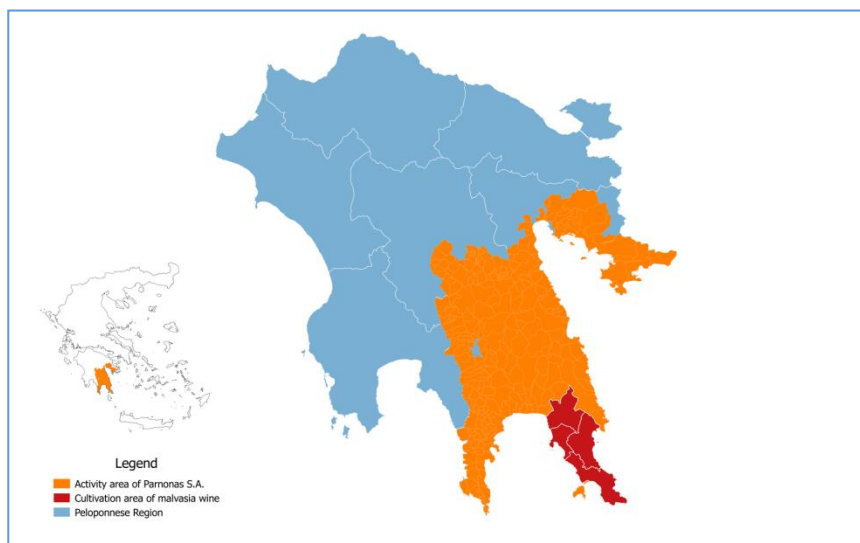 Legend
Activity area of Parnonas S.A.
Cultivation area of malvasia wine
Peloponnese Region